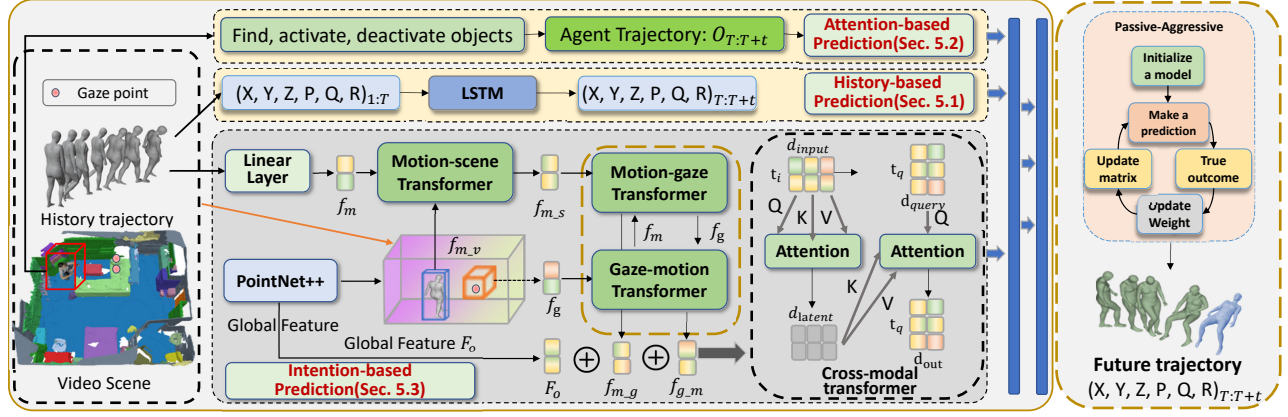 Find, activate, deactivate objects
Agent Trajectory: O_{T:T+t}
Attention-based
Prediction(Sec. 5.2)
Gaze point
(X, Y, Z, P, Q, R)_{1:T}
LSTM
(X, Y, Z, P, Q, R)_{T:T+t}
History-based
Prediction(Sec. 5.1)
History trajectory
Video Scene
Linear
Layer
f_m
Motion-scene
Transformer
f_{m_s}
Motion-gaze
Transformer
f_m
f_g
Gaze-motion
Transformer
PointNet++
f_{m_v}
f_g
Global Feature
Global Feature F_o
Intention-based
Prediction(Sec. 5.3)
F_o
f_{m_g}
f_{g_m}
d_{input}
t_i
t_q
d_{query}
Q
K
V
Q
Attention
Attention
K
V
d_{latent}
t_q
d_{out}
Cross-modal
transformer
Passive-Aggressive
Initialize
a model
Make a
prediction
Update
matrix
True
outcome
Update
Weight
Future trajectory
(X, Y, Z, P, Q, R)_{T:T+t}